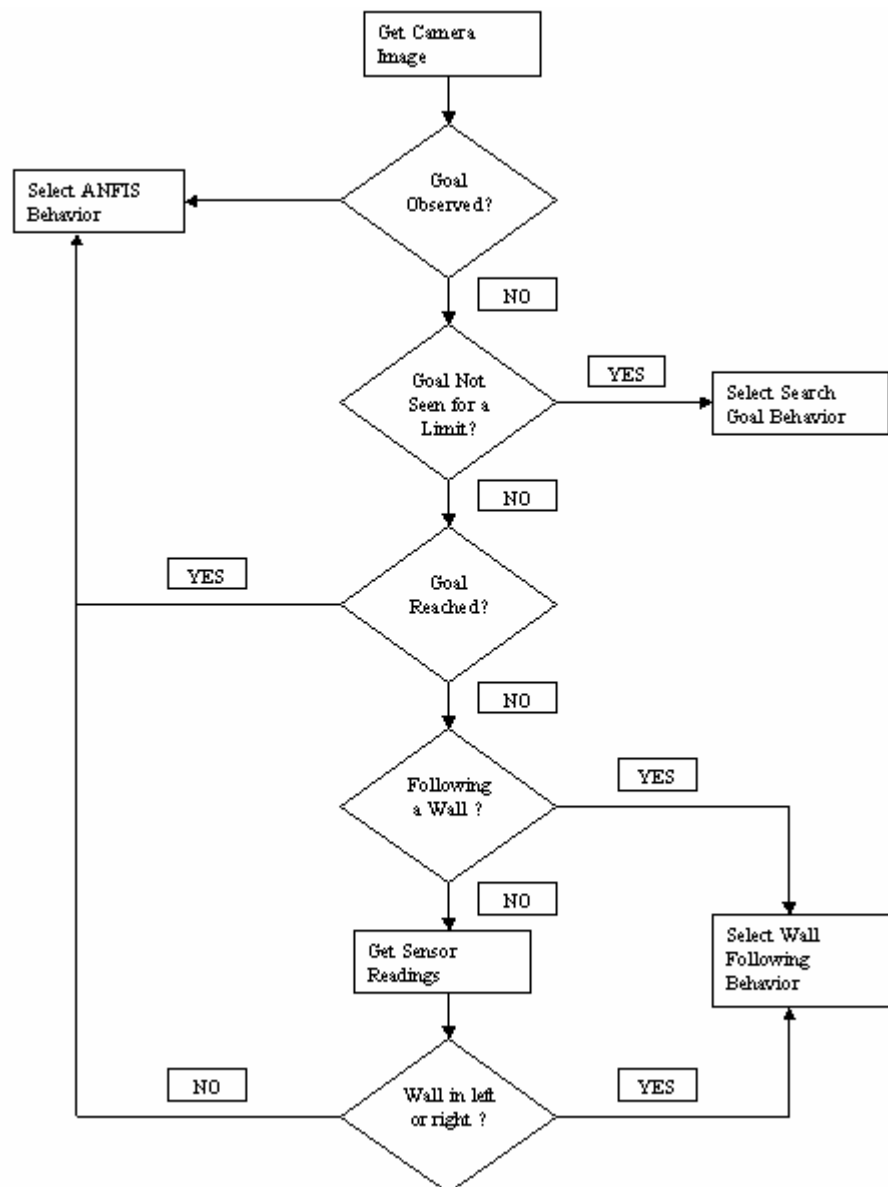 Get Camera
Image
Goal
Observed?
Select ANFIS
Behavior
NO
Goal Not
Seen for a
Limit?
YES
Select Search
Goal Behavior
NO
Goal
Reached?
YES
NO
Following
a Wall ?
YES
NO
Get Sensor
Readings
Select Wall
Following
Behavior
Wall in left
or right ?
NO
YES